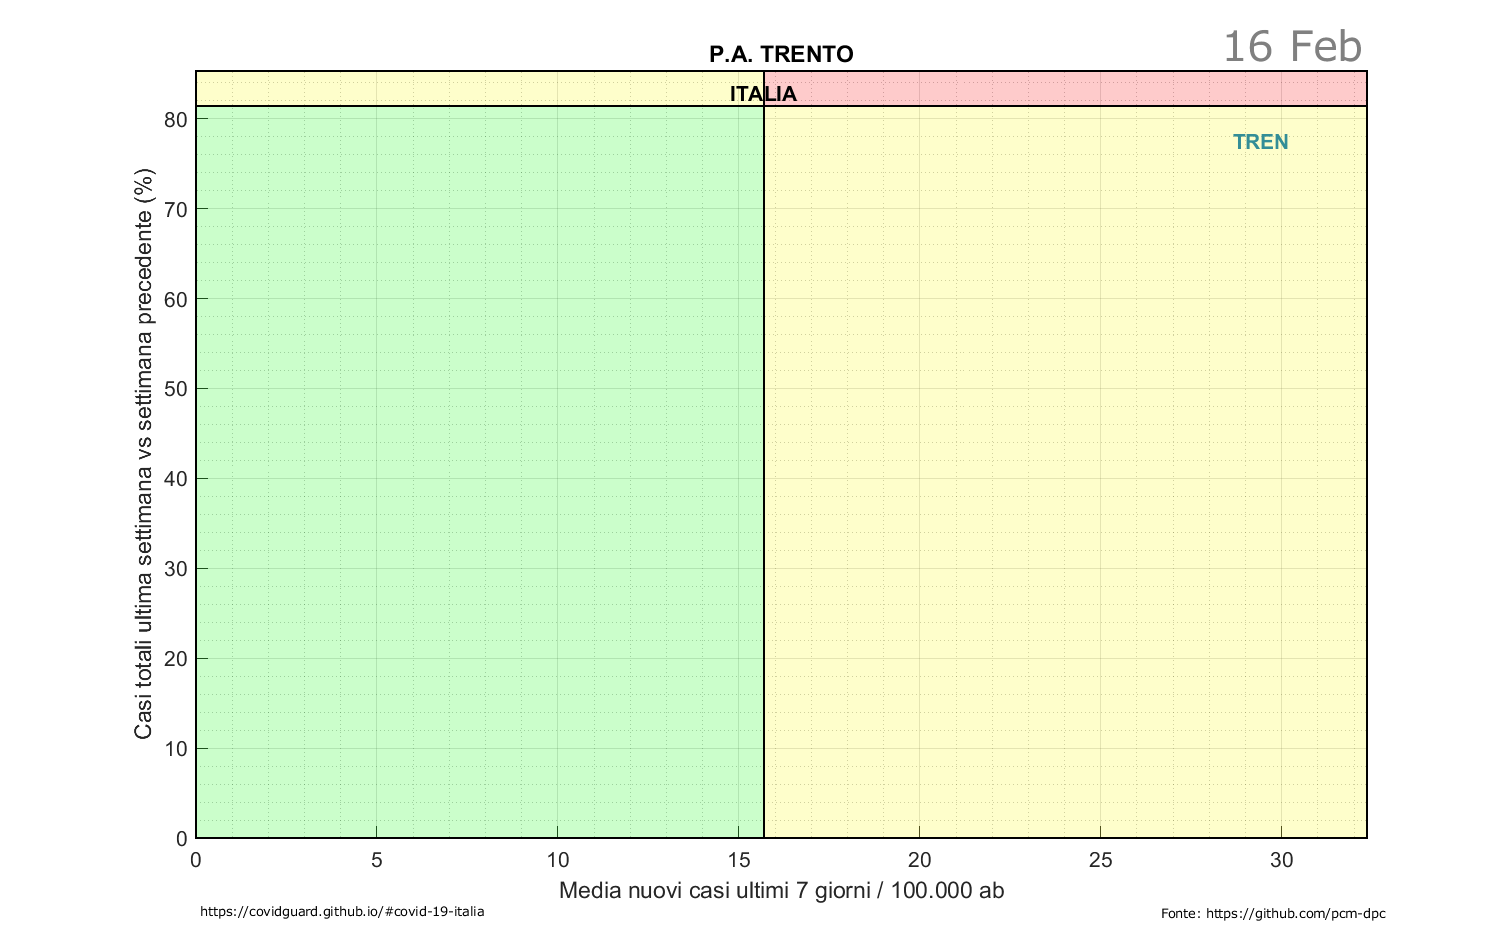 P.A. TRENTO
16 Feb
ITALIA
TREN
Casi totali ultima settimana vs settimana precedente (%)
80
70
60
50
40
30
20
10
0
0 5 10 15 20 25 30
Media nuovi casi ultimi 7 giorni / 100.000 ab
https://covidguard.github.io/#covid-19-italia
Fonte: https://github.com/pcm-dpc